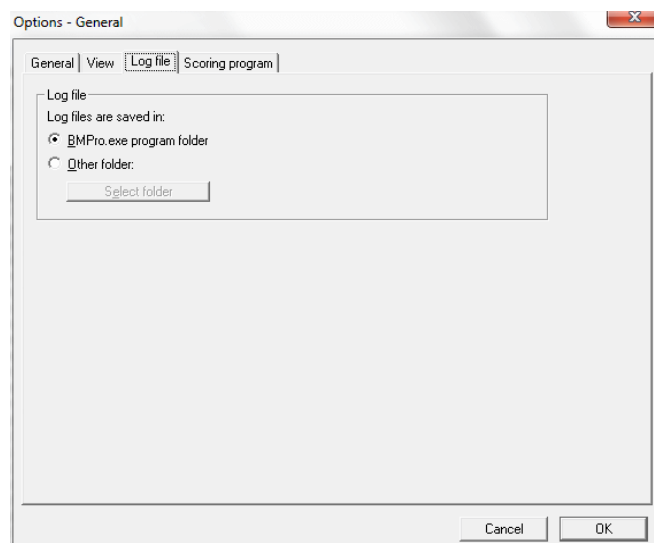 Options - General
General View Log file Scoring program
Log file
Log files are saved in:
BMPro.exe program folder
Other folder:
Select folder
Cancel OK